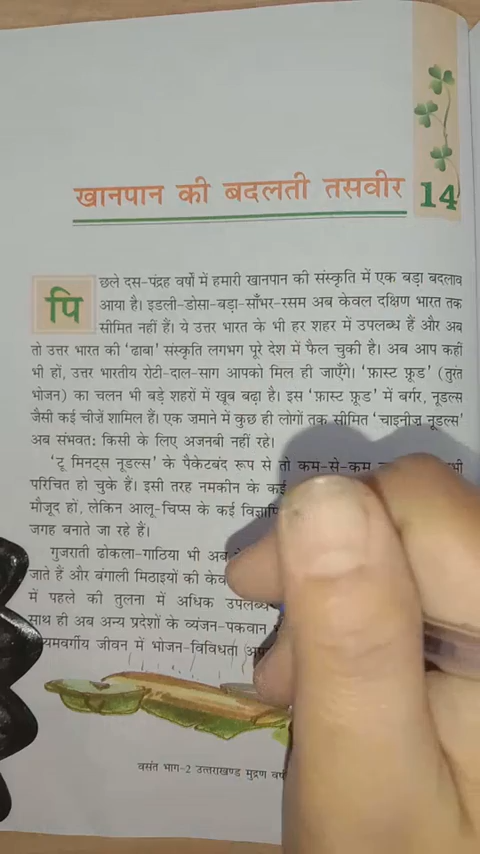 खानपान की बदलती तसवीर 14
पिछले दस-पंद्रह वर्षों में हमारी खानपान की संस्कृति में एक बड़ा बदलाव
आया है। इडली-डोसा-बड़ा-साँभर-रसम अब केवल दक्षिण भारत तक
सीमित नहीं हैं। ये उत्तर भारत के भी हर शहर में उपलब्ध हैं और अब
तो उत्तर भारत की 'ढाबा' संस्कृति लगभग पूरे देश में फैल चुकी है। अब आप कहीं
भी हों, उत्तर भारतीय रोटी-दाल-साग आपको मिल ही जाएँगे। 'फ़ास्ट फ़ूड' (तुरंत
भोजन) का चलन भी बड़े शहरों में खूब बढ़ा है। इस 'फ़ास्ट फ़ूड' में बर्गर, नूडल्स
जैसी कई चीज़ें शामिल हैं। एक ज़माने में कुछ ही लोगों तक सीमित 'चाइनीज़ नूडल्स'
अब संभवतः किसी के लिए अजनबी नहीं रहे।
'टू मिनट्स नूडल्स' के पैकेटबंद रूप से तो कम-से-कम
परिचित हो चुके हैं। इसी तरह नमकीन के कई
मौजूद हों, लेकिन आलू-चिप्स के कई
जगह बनाते जा रहे हैं।
गुजराती ढोकला-गाठिया भी अब
जाते हैं और बंगाली मिठाइयों की
में पहले की तुलना में अधिक उपलब्ध
साथ ही अब अन्य प्रदेशों के व्यंजन-पकवान
जीवन में भोजन-विविधता
वसंत भाग-2 उत्तराखण्ड मुद्रण